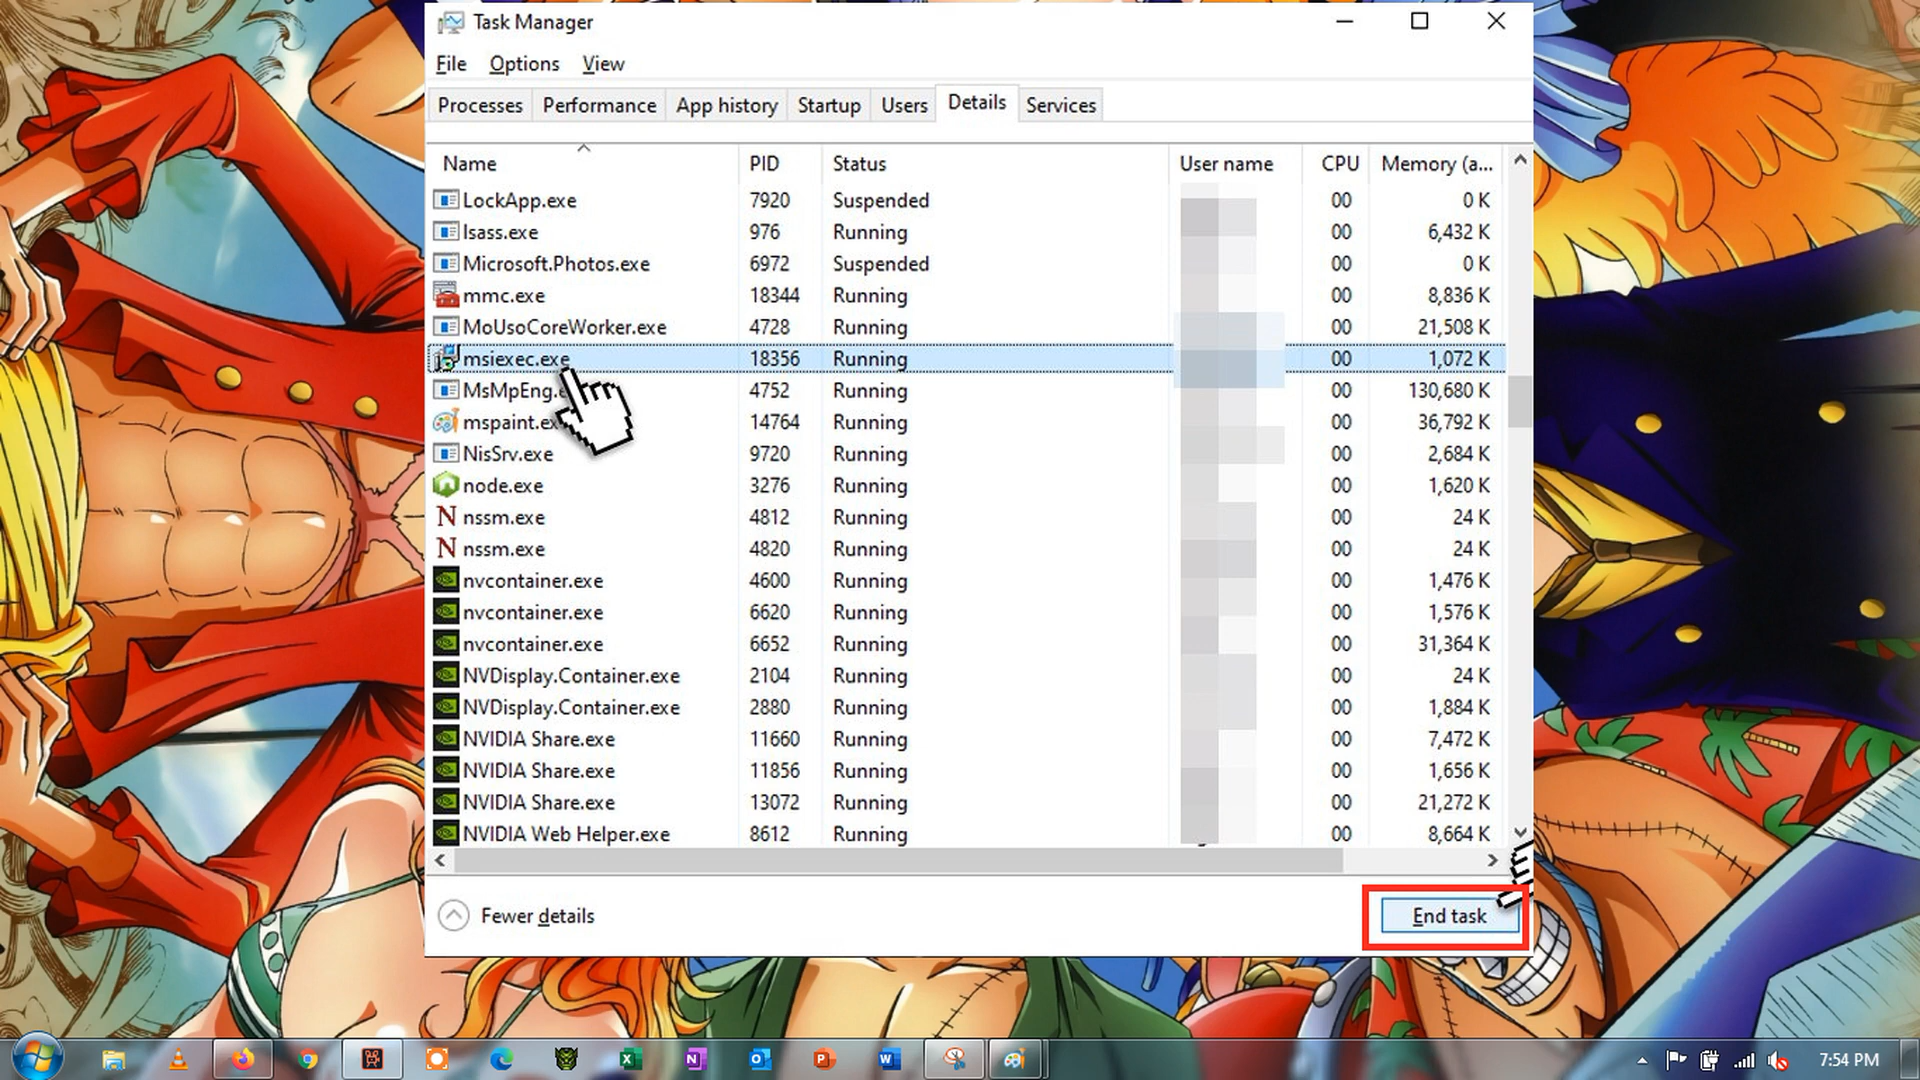 Task Manager
File Options View
Processes Performance App history Startup Users Details Services
Name PID Status User name CPU Memory (a...
LockApp.exe 7920 Suspended 00 0 K
lsass.exe 976 Running 00 6,432 K
Microsoft.Photos.exe 6972 Suspended 00 0 K
mmc.exe 18344 Running 00 8,836 K
MoUsoCoreWorker.exe 4728 Running 00 21,508 K
msiexec.exe 18356 Running 00 1,072 K
MsMpEng.e 4752 Running 00 130,680 K
mspaint.ex 14764 Running 00 36,792 K
NisSrv.exe 9720 Running 00 2,684 K
node.exe 3276 Running 00 1,620 K
nssm.exe 4812 Running 00 24 K
nssm.exe 4820 Running 00 24 K
nvcontainer.exe 4600 Running 00 1,476 K
nvcontainer.exe 6620 Running 00 1,576 K
nvcontainer.exe 6652 Running 00 31,364 K
NVDisplay.Container.exe 2104 Running 00 24 K
NVDisplay.Container.exe 2880 Running 00 1,884 K
NVIDIA Share.exe 11660 Running 00 7,472 K
NVIDIA Share.exe 11856 Running 00 1,656 K
NVIDIA Share.exe 13072 Running 00 21,272 K
NVIDIA Web Helper.exe 8612 Running 00 8,664 K
Fewer details End task
7:54 PM